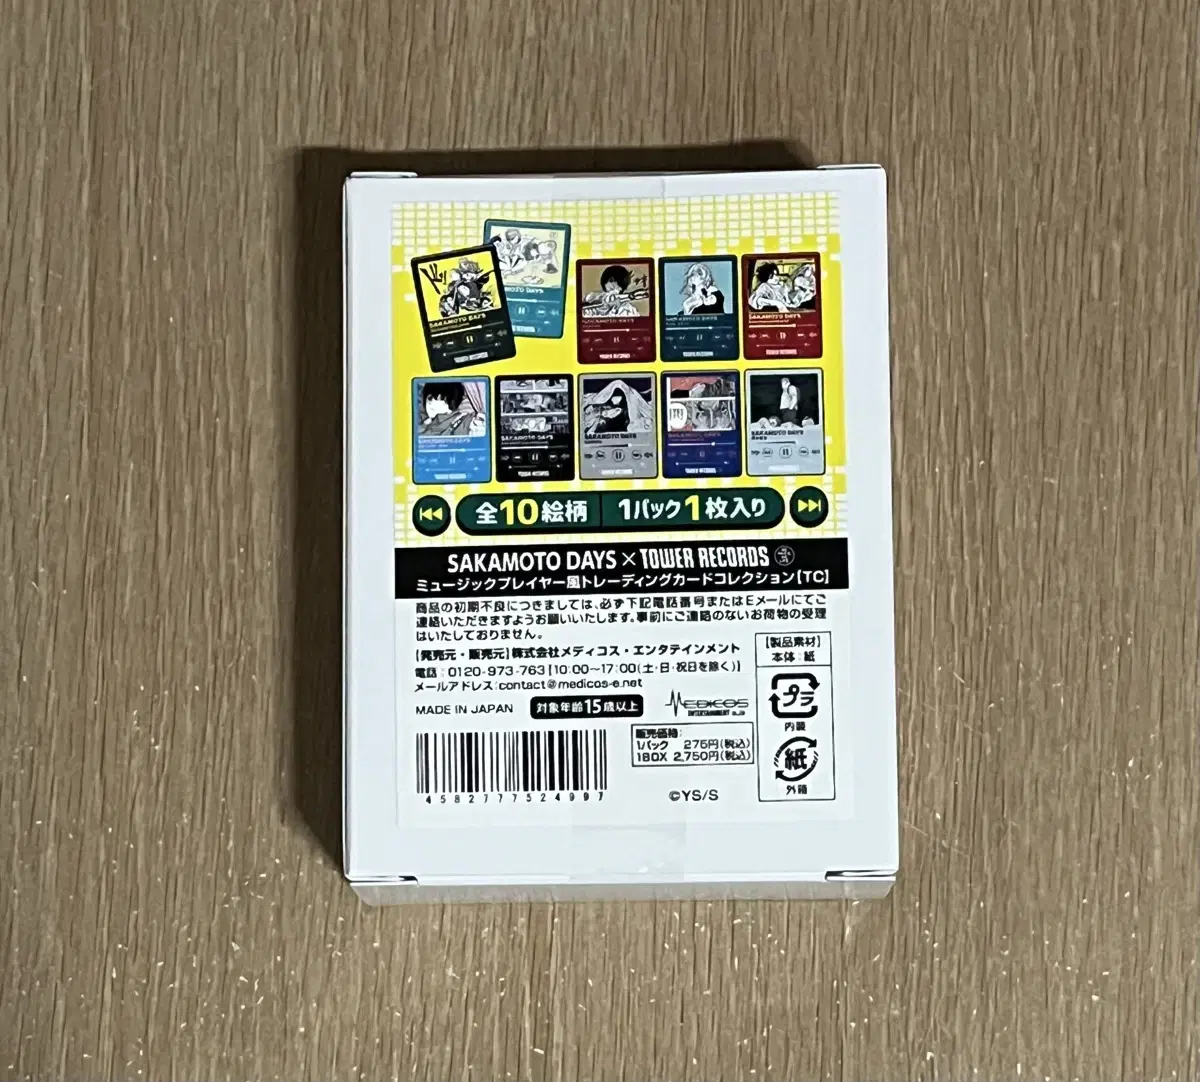 SAKAMOTO DAYS
TOWER RECORDS
全10絵柄
1パック1枚入り
SAKAMOTO DAYS × TOWER RECORDS
ミュージックプレイヤー風トレーディングカードコレクション【TC】
商品の初期不良につきましては、必ず下記電話番号またはEメールにてご
連絡いただきますようお願いいたします。事前にご連絡のないお荷物の受理
はいたしておりません。
【発売元・販売元】株式会社メディコス・エンタテインメント
電話:0120-973-763【10:00〜17:00(土・日・祝日を除く)】
メールアドレス:contact@medicos-e.net
MADE IN JAPAN
対象年齢15歳以上
MEDICOS
販売価格:
1パック 275円(税込)
1BOX 2,750円(税込)
【製品素材】
本体:紙
プラ
内装
紙
外箱
4582777524997
©YS/S